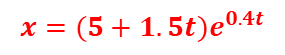 x = (5 + 1.5t)e^{0.4t}